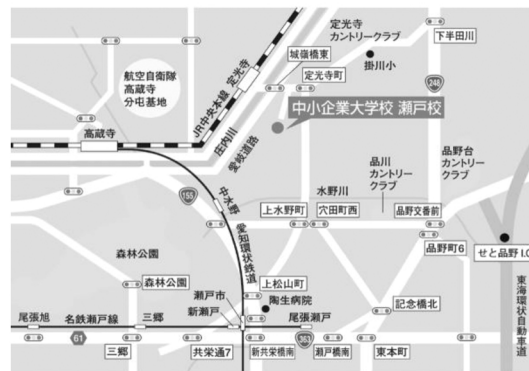 定光寺
カントリークラブ
下半田川
城嶺橋東
掛川小
定光寺町
航空自衛隊
高蔵寺
分屯基地
JR中央本線
定光寺
248
中小企業大学校 瀬戸校
庄内川
愛岐道路
高蔵寺
品川
カントリー
クラブ
品野台
カントリー
クラブ
155
中水野
水野川
上水野町
穴田町西
品野交番前
愛知環状鉄道
品野町6
せと品野 I.C
森林公園
森林公園
上松山町
瀬戸市
陶生病院
記念橋北
東海環状自動車道
新瀬戸
尾張旭
名鉄瀬戸線
三郷
尾張瀬戸
61
363
三郷
共栄通7
新共栄橋南
瀬戸橋南
東本町